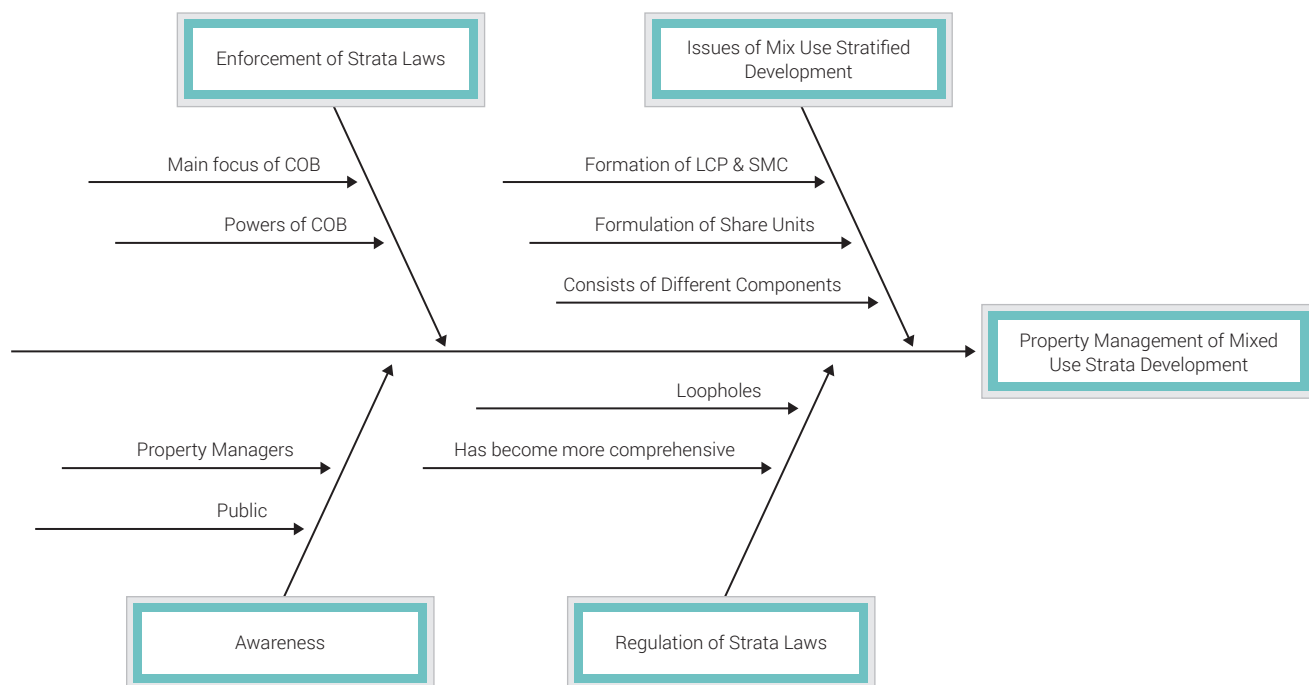 Enforcement of Strata Laws
Issues of Mix Use Stratified
Development
Main focus of COB
Powers of COB
Formation of LCP & SMC
Formulation of Share Units
Consists of Different Components
Property Management of Mixed
Use Strata Development
Loopholes
Has become more comprehensive
Property Managers
Public
Awareness
Regulation of Strata Laws